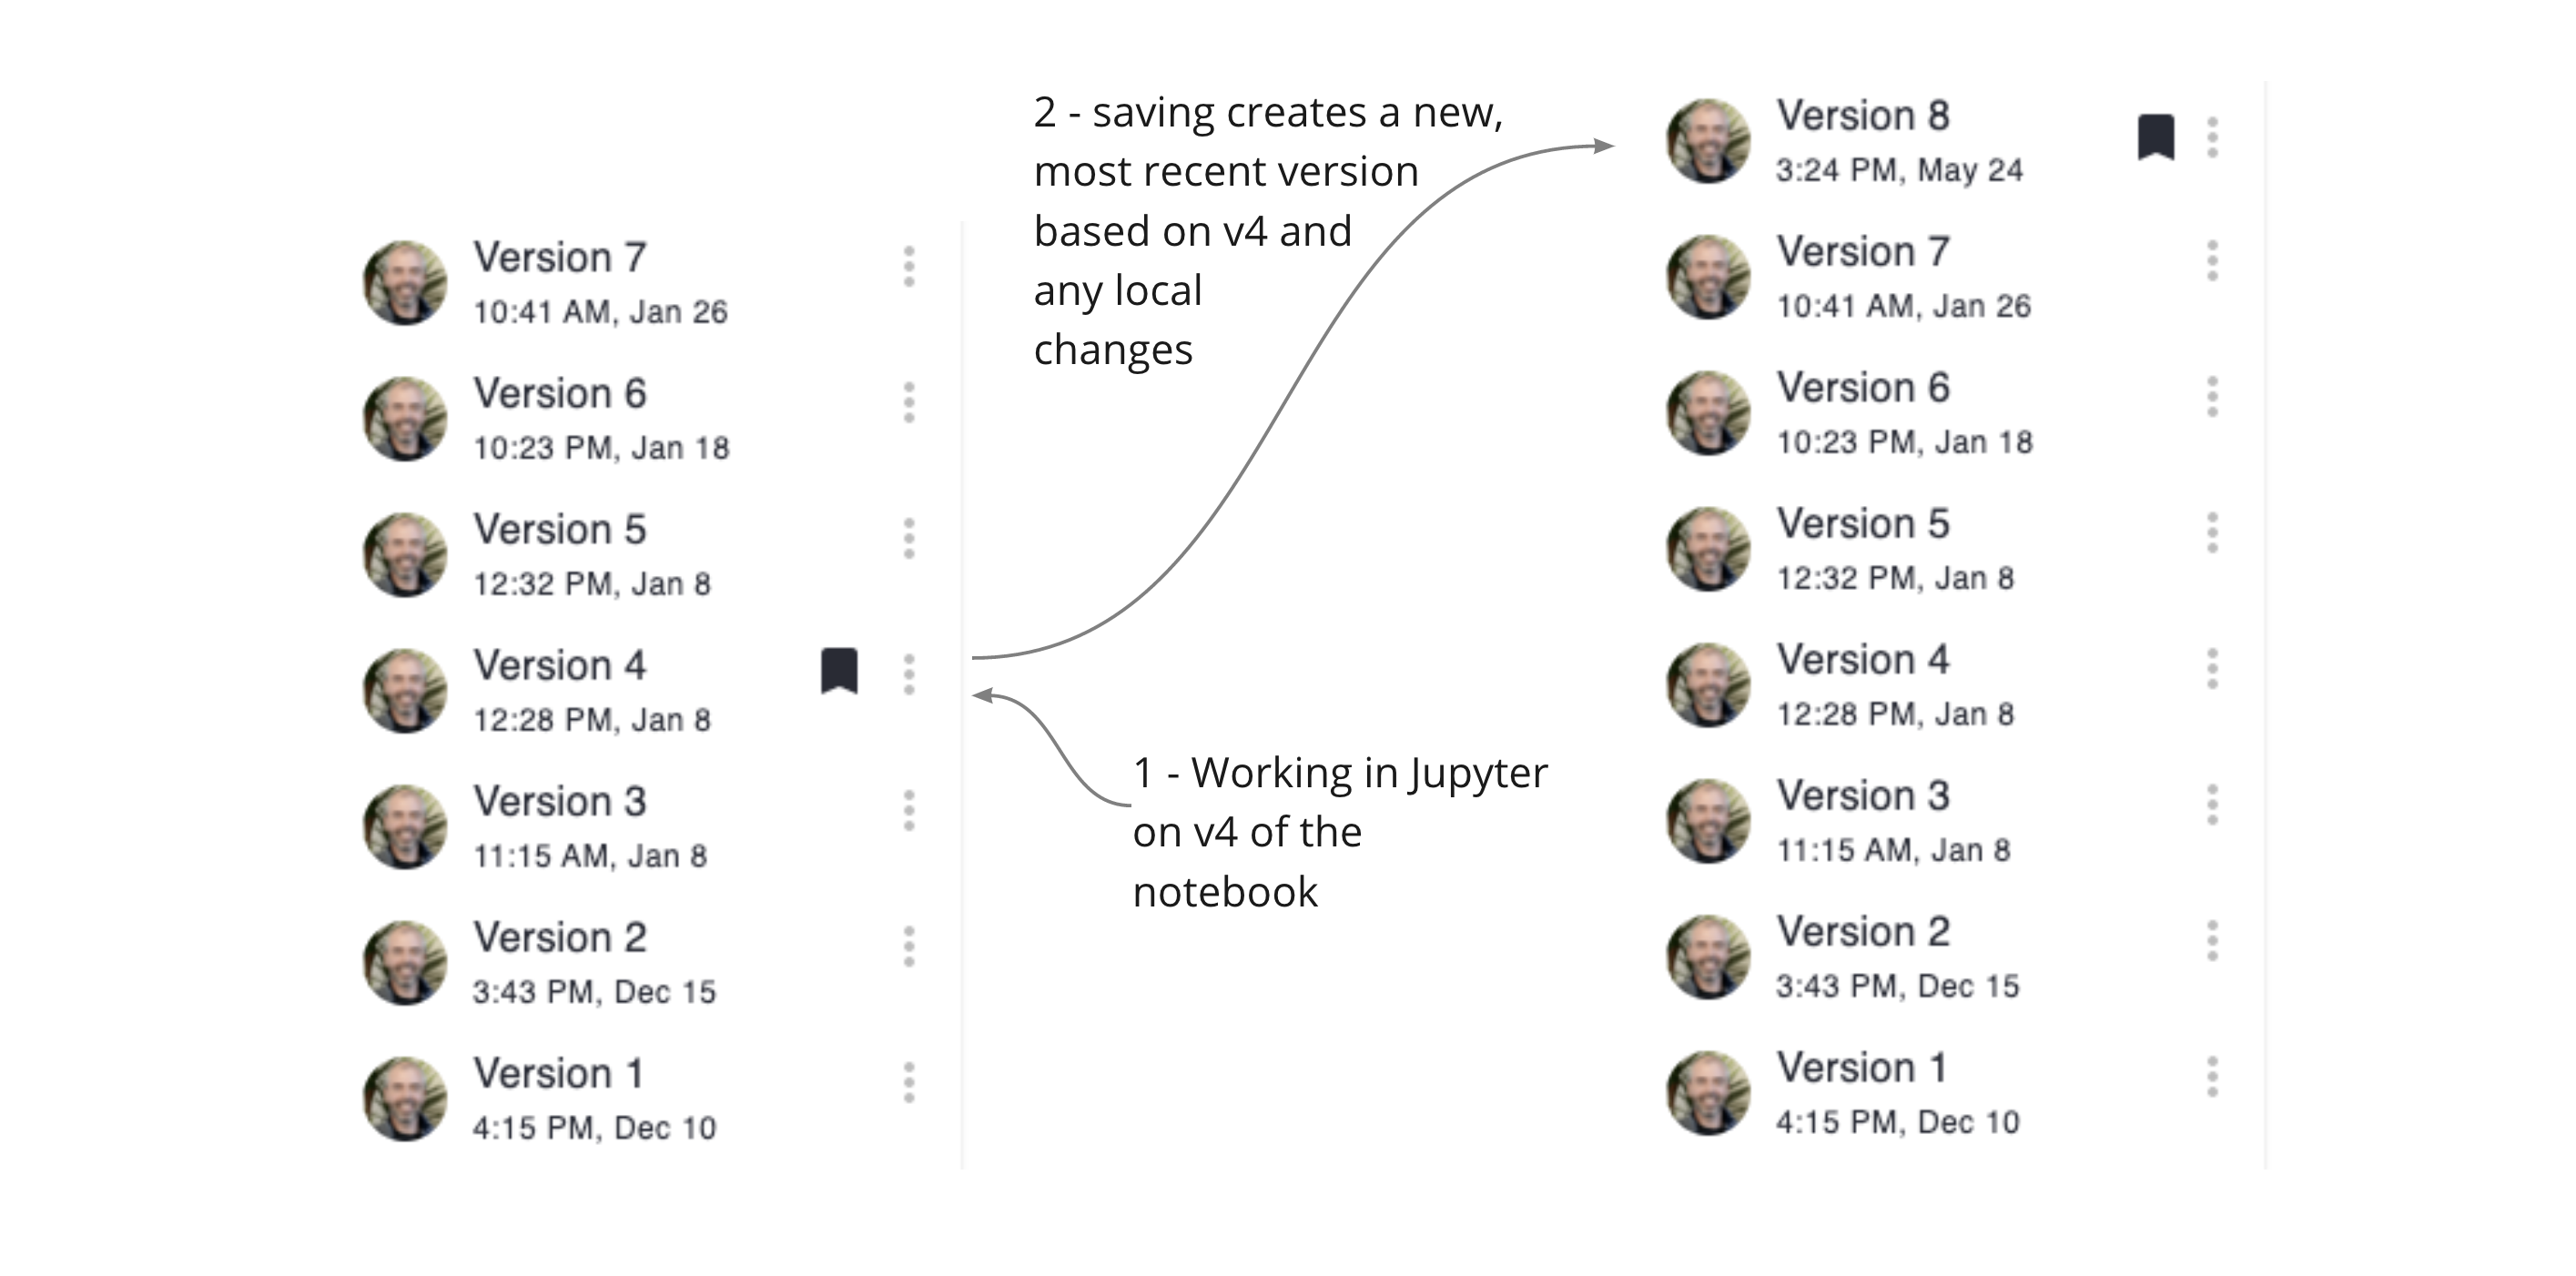 Version 7
10:41 AM, Jan 26
Version 6
10:23 PM, Jan 18
Version 5
12:32 PM, Jan 8
Version 4
12:28 PM, Jan 8
Version 3
11:15 AM, Jan 8
Version 2
3:43 PM, Dec 15
Version 1
4:15 PM, Dec 10
2 - saving creates a new,
most recent version
based on v4 and
any local
changes
1 - Working in Jupyter
on v4 of the
notebook
Version 8
3:24 PM, May 24
Version 7
10:41 AM, Jan 26
Version 6
10:23 PM, Jan 18
Version 5
12:32 PM, Jan 8
Version 4
12:28 PM, Jan 8
Version 3
11:15 AM, Jan 8
Version 2
3:43 PM, Dec 15
Version 1
4:15 PM, Dec 10